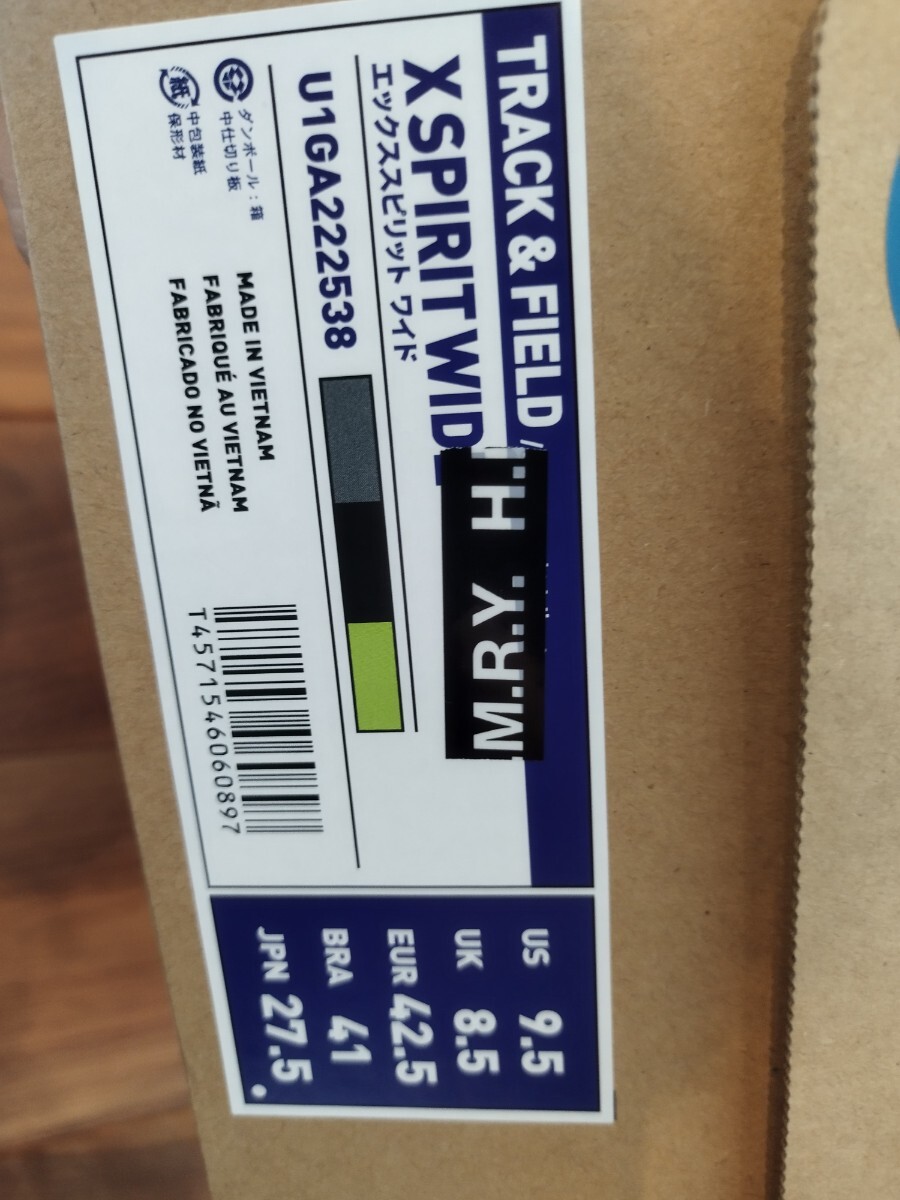 TRACK & FIELD
X SPIRIT WID
エックススピリット ワイド
M.R.Y. H.
U1GA222538
ダンボール：箱
中仕切り板
紙
中包装紙
保形材
MADE IN VIETNAM
FABRIQUÉ AU VIETNAM
FABRICADO NO VIETNÃ
T4571546060897
US 9.5
UK 8.5
EUR 42.5
BRA 41
JPN 27.5